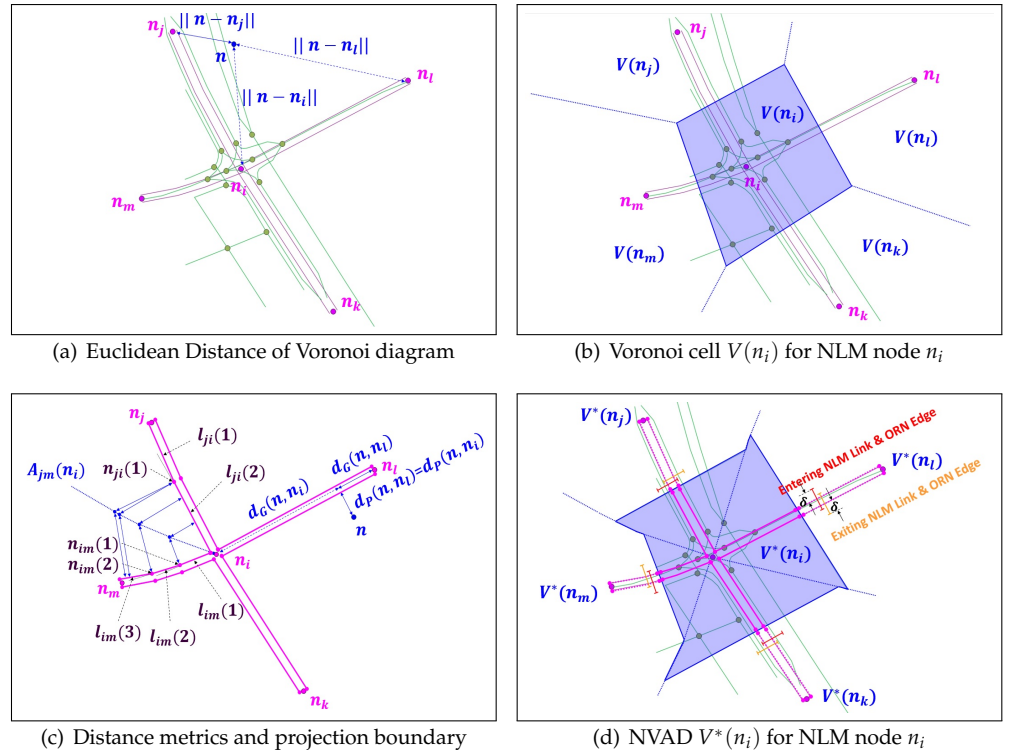 n_j
|| n − n_j ||
n
|| n − n_l ||
n_l
|| n − n_i ||
n_i
n_m
n_k
(a) Euclidean Distance of Voronoi diagram
n_j
V(n_j)
n_l
V(n_i)
V(n_l)
n_i
n_m
V(n_m)
V(n_k)
n_k
(b) Voronoi cell V(n_i) for NLM node n_i
n_j
l_ji(1)
A_jm(n_i)
n_ji(1)
l_ji(2)
d_G(n, n_l)
n_l
d_G(n, n_i)
d_P(n, n_l)=d_P(n, n_i)
n
n_im(1)
n_im(2)
n_i
n_m
l_im(1)
l_im(3)
l_im(2)
n_k
(c) Distance metrics and projection boundary
V*(n_j)
Entering NLM Link & ORN Edge
V*(n_l)
δ
δ
Exiting NLM Link & ORN Edge
V*(n_i)
V*(n_m)
V*(n_k)
(d) NVAD V*(n_i) for NLM node n_i